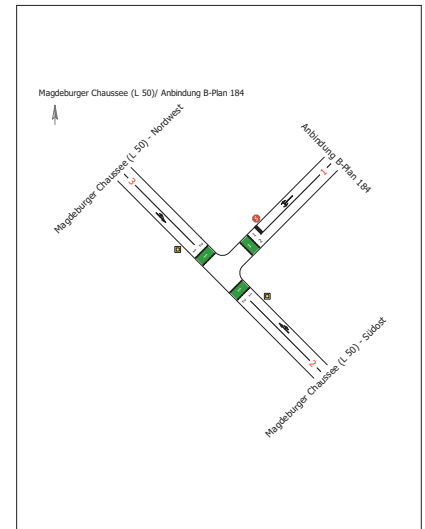 Magdeburger Chaussee (L 50)/ Anbindung B-Plan 184
Magdeburger Chaussee (L 50) - Nordwest
Anbindung B-Plan 184
1
3
2
Magdeburger Chaussee (L 50) - Südost